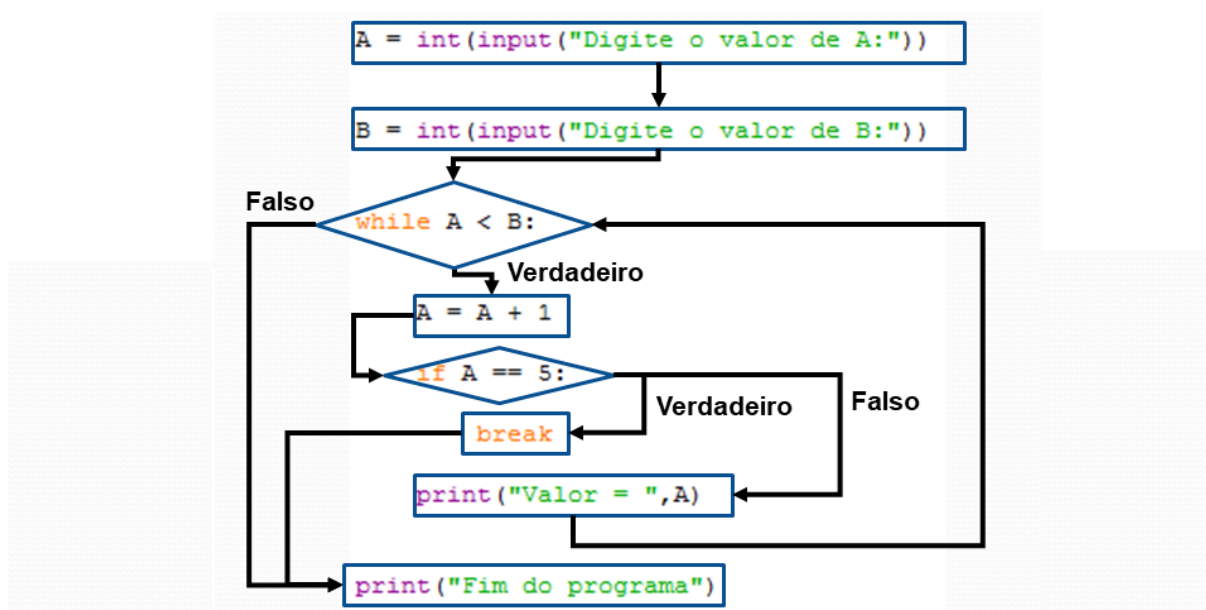 A = int(input("Digite o valor de A:"))
B = int(input("Digite o valor de B:"))
Falso
while A < B:
Verdadeiro
A = A + 1
if A == 5:
Verdadeiro
Falso
break
print("Valor = ",A)
print("Fim do programa")